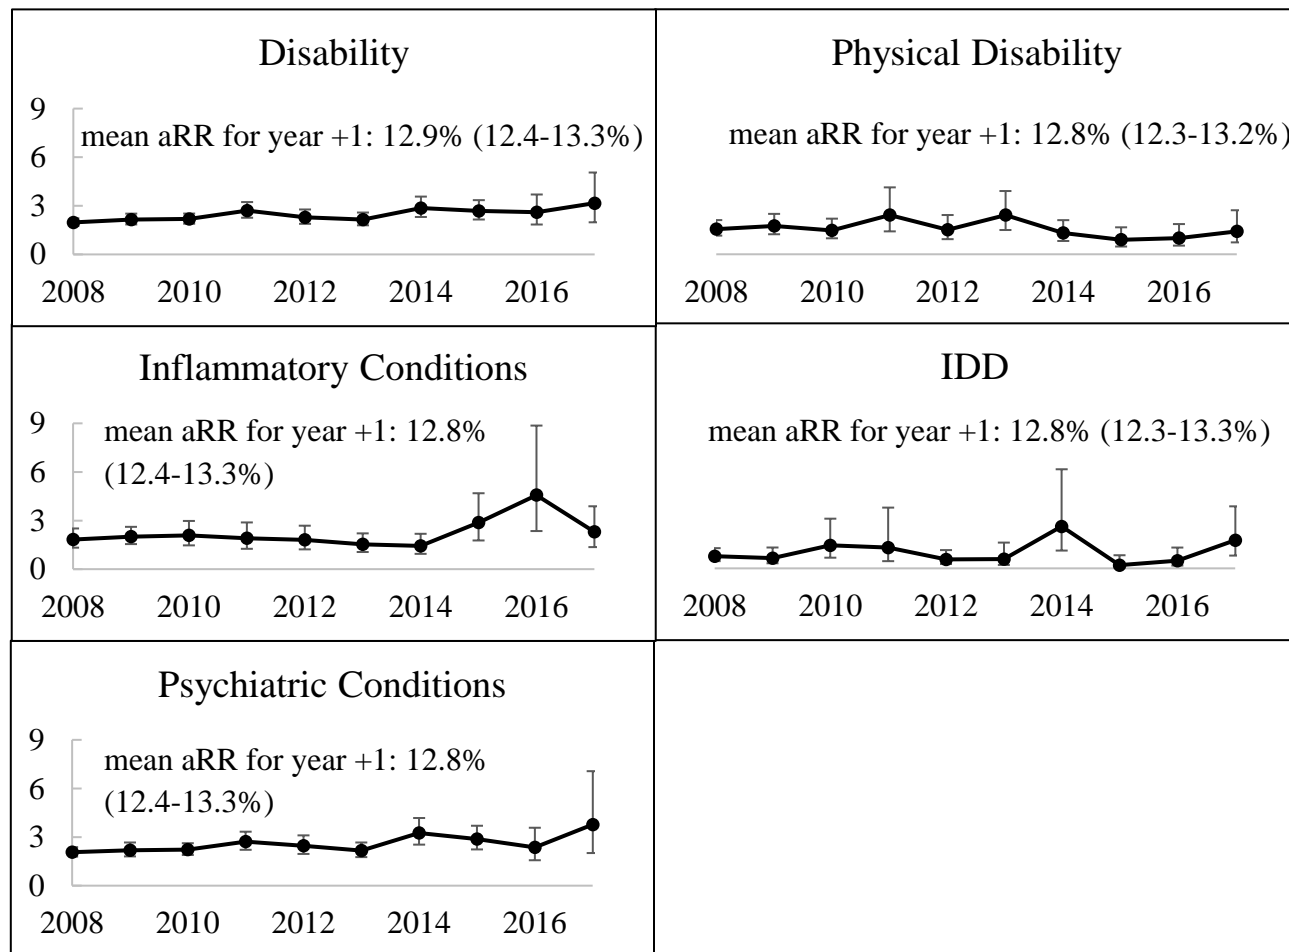 Disability
mean aRR for year +1: 12.9% (12.4-13.3%)
9
6
3
0
2008 2010 2012 2014 2016
Physical Disability
mean aRR for year +1: 12.8% (12.3-13.2%)
2008 2010 2012 2014 2016
Inflammatory Conditions
mean aRR for year +1: 12.8%
(12.4-13.3%)
9
6
3
0
2008 2010 2012 2014 2016
IDD
mean aRR for year +1: 12.8% (12.3-13.3%)
2008 2010 2012 2014 2016
Psychiatric Conditions
mean aRR for year +1: 12.8%
(12.4-13.3%)
9
6
3
0
2008 2010 2012 2014 2016